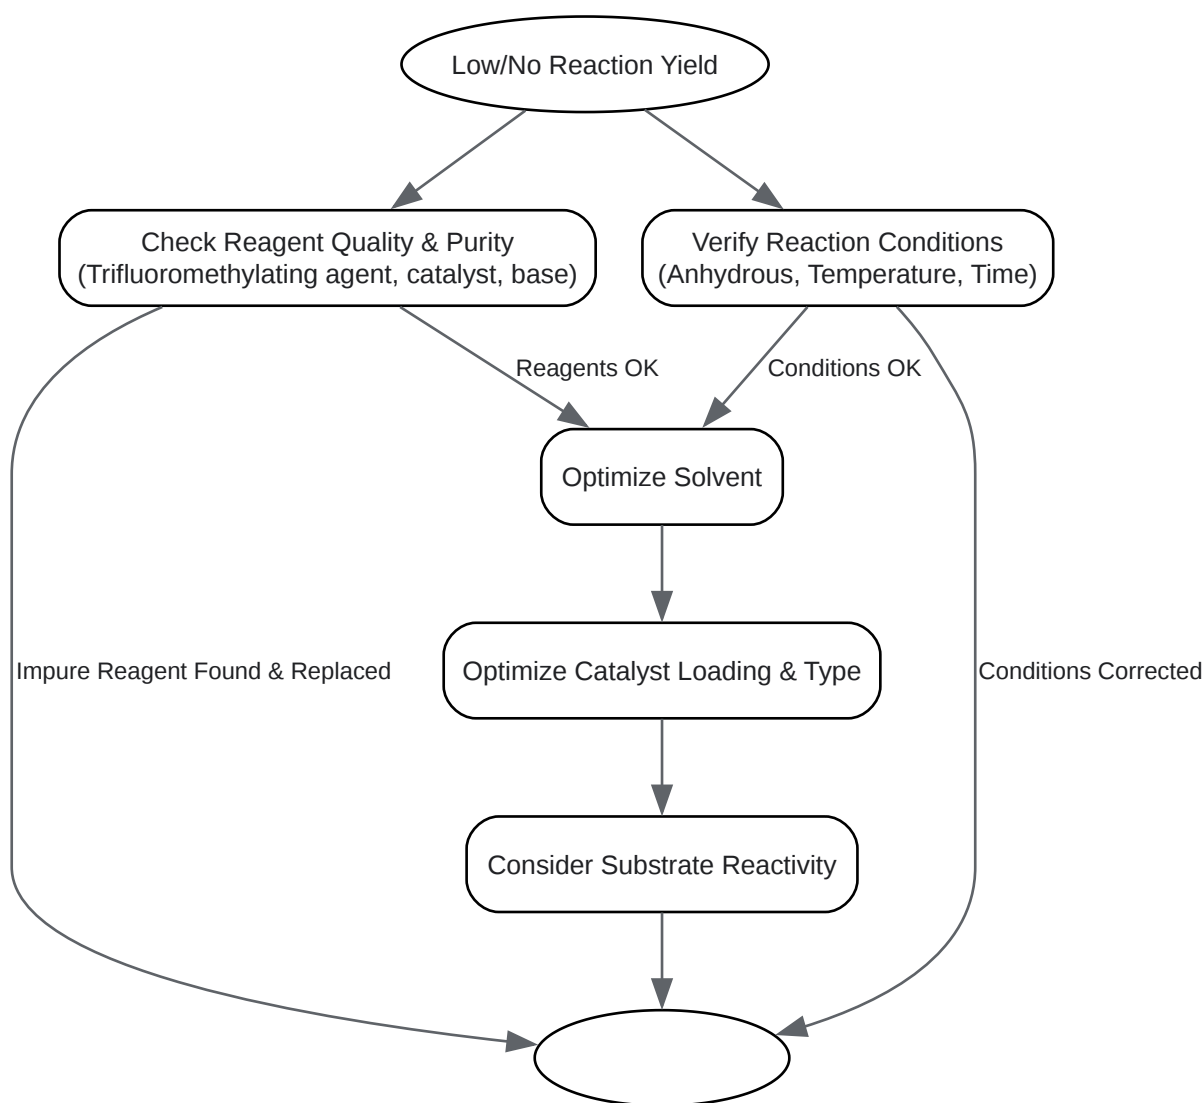 Low/No Reaction Yield
Check Reagent Quality & Purity
(Trifluoromethylating agent, catalyst, base)
Verify Reaction Conditions
(Anhydrous, Temperature, Time)
Reagents OK
Conditions OK
Optimize Solvent
Impure Reagent Found & Replaced
Optimize Catalyst Loading & Type
Conditions Corrected
Consider Substrate Reactivity